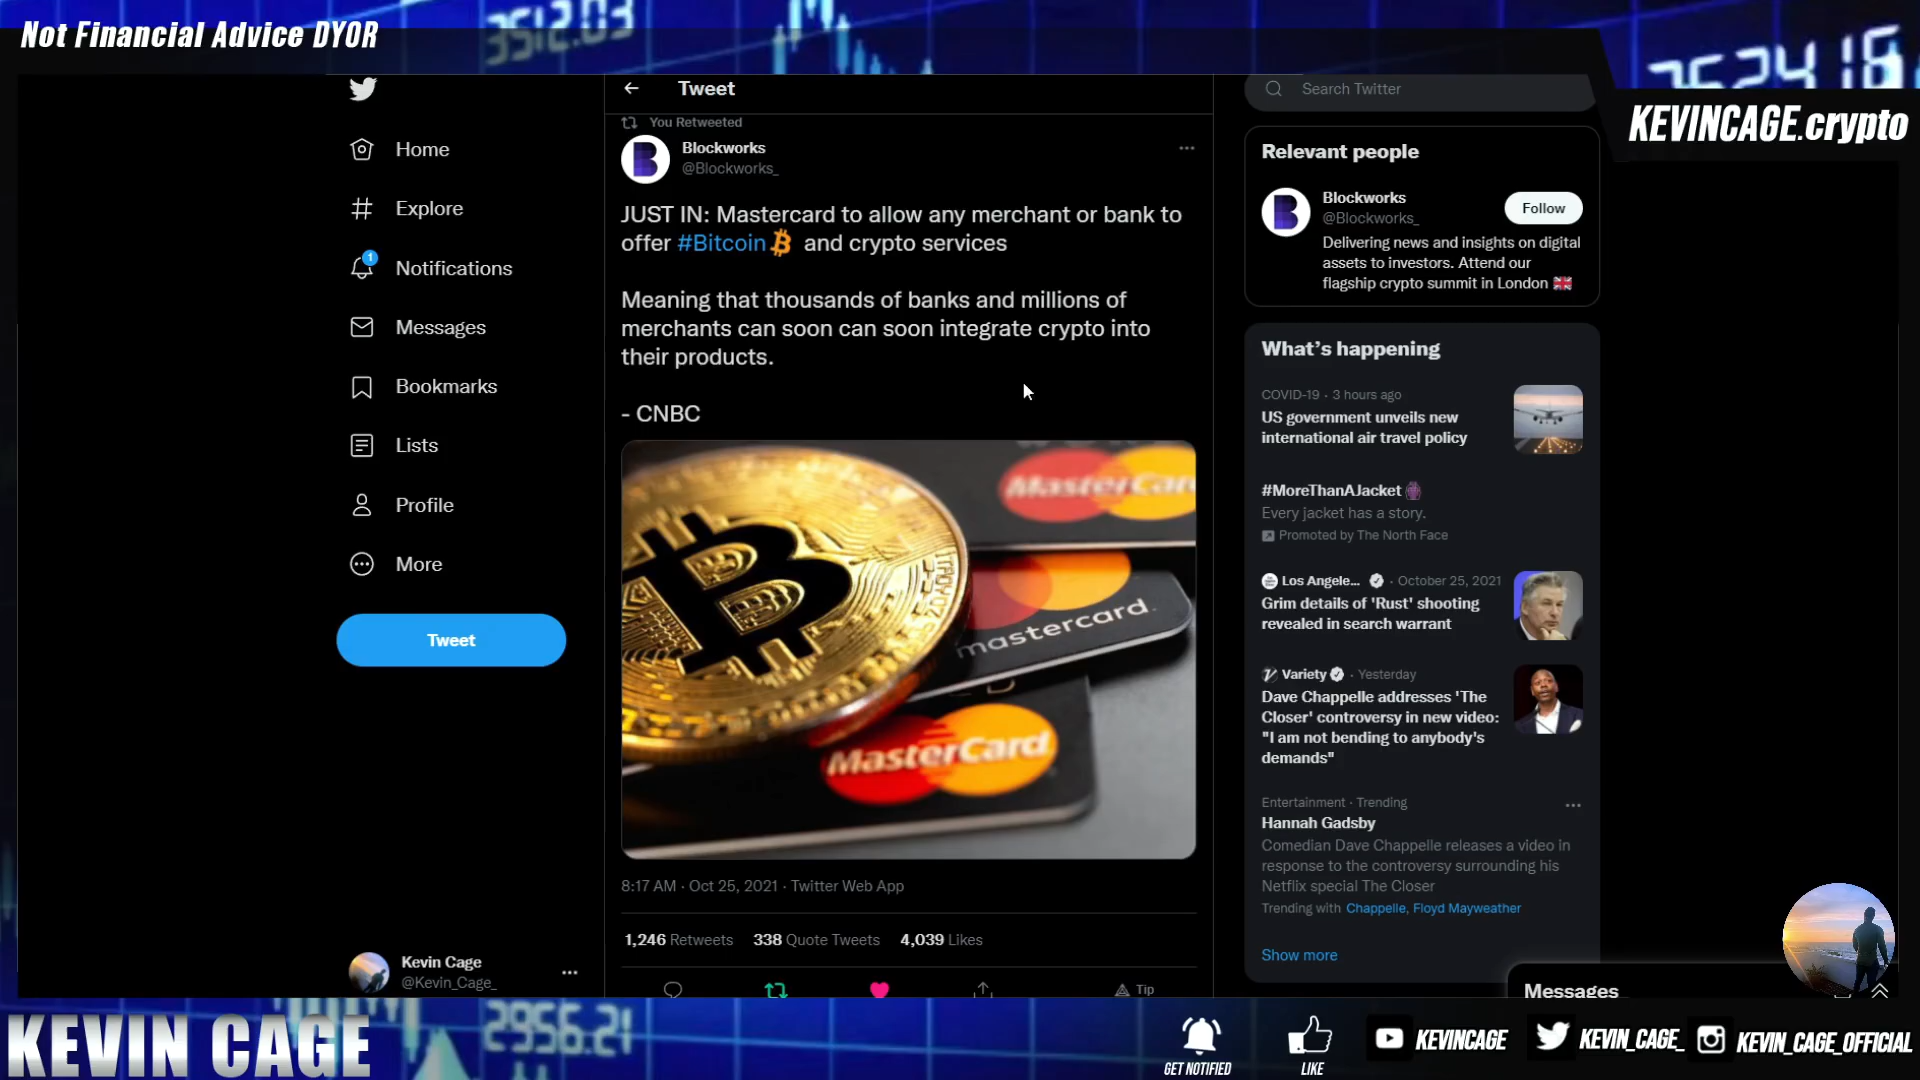 Not Financial Advice DYOR
3512.03
3524.16
KEVINCAGE.crypto
Home
Explore
1
Notifications
Messages
Bookmarks
Lists
Profile
More
Tweet
Kevin Cage
@Kevin_Cage_
Tweet
You Retweeted
Blockworks
@Blockworks_
JUST IN: Mastercard to allow any merchant or bank to
offer #Bitcoin and crypto services
Meaning that thousands of banks and millions of
merchants can soon can soon integrate crypto into
their products.
- CNBC
MasterCard
mastercard.
MasterCard
8:17 AM · Oct 25, 2021 · Twitter Web App
1,246 Retweets 338 Quote Tweets 4,039 Likes
Tip
Search Twitter
Relevant people
Blockworks
@Blockworks_
Follow
Delivering news and insights on digital
assets to investors. Attend our
flagship crypto summit in London
What's happening
COVID-19 · 3 hours ago
US government unveils new
international air travel policy
#MoreThanAJacket
Every jacket has a story.
Promoted by The North Face
Los Angele... · October 25, 2021
Grim details of 'Rust' shooting
revealed in search warrant
Variety · Yesterday
Dave Chappelle addresses 'The
Closer' controversy in new video:
"I am not bending to anybody's
demands"
Entertainment · Trending
Hannah Gadsby
Comedian Dave Chappelle releases a video in
response to the controversy surrounding his
Netflix special The Closer
Trending with Chappelle, Floyd Mayweather
Show more
Messages
KEVIN CAGE
2956.21
GET NOTIFIED
LIKE
KEVINCAGE
KEVIN_CAGE_
KEVIN_CAGE_OFFICIAL